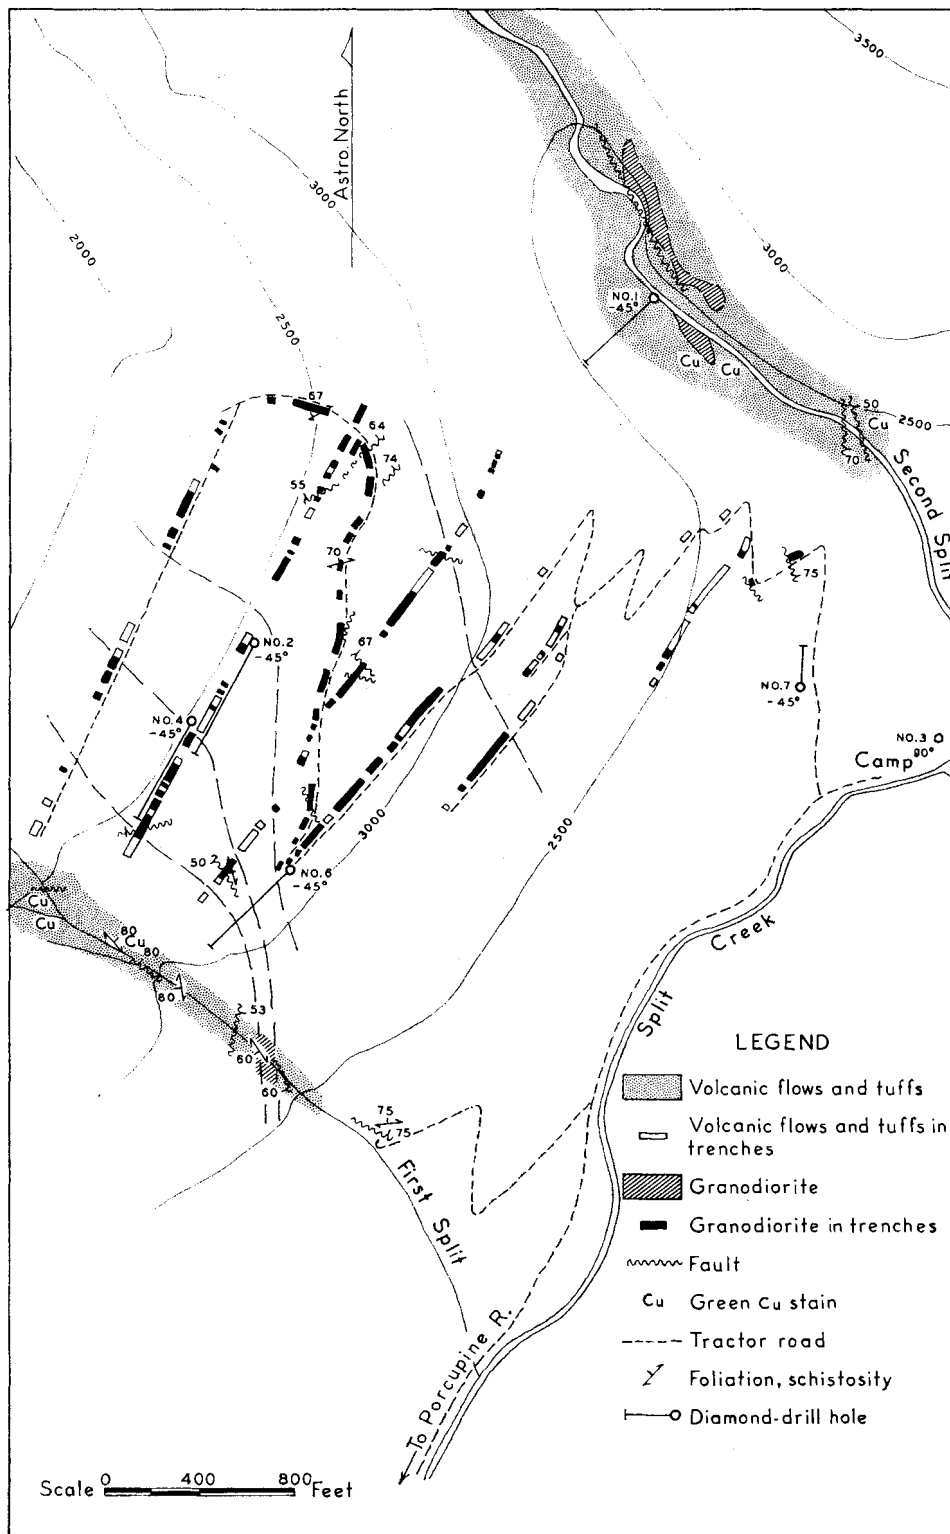 3500
Astro. North
3000
2000
3000
2500
NO.1
-45°
Cu
Cu
67
50
Cu
2500
64
74
55
70
Second Split
70
75
NO.2
-45°
67
NO.7
-45°
NO.4
-45°
NO.3
90°
Camp
3000
2500
50
NO.6
-45°
Cu
Cu
80
Cu
80
80
Creek
53
Split
60
60
75
75
First Split
To Porcupine R.
LEGEND
Volcanic flows and tuffs
Volcanic flows and tuffs in
trenches
Granodiorite
Granodiorite in trenches
Fault
Cu Green Cu stain
Tractor road
Foliation, schistosity
Diamond-drill hole
Scale 0 400 800 Feet